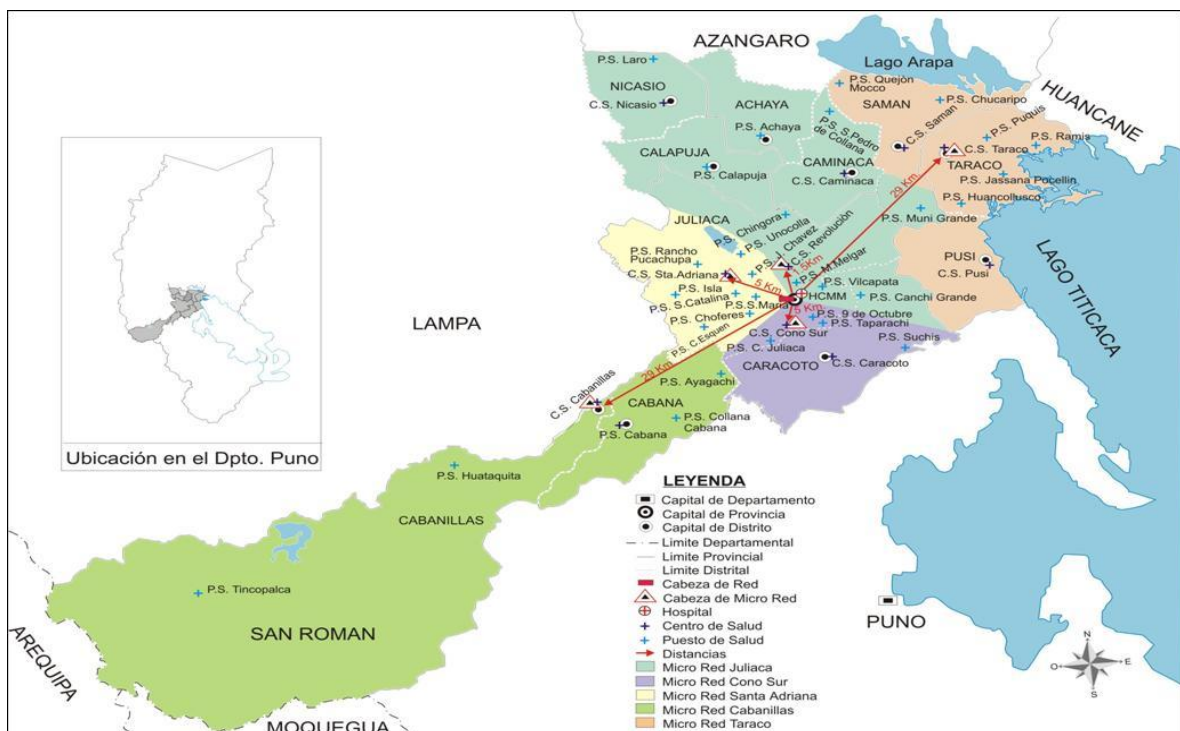 AZANGARO
Lago Arapa
HUANCANE
P.S. Laro
NICASIO
C.S. Nicasio
ACHAYA
P.S. Achaya
P.S. S.Pedro
de Collana
P.S. Quejòn
Mocco
SAMAN
C.S. Saman
P.S. Chucaripo
P.S. Puquis
P.S. Ramis
C.S. Taraco
TARACO
P.S. Jassana Pocellin
P.S. Huancollusco
CALAPUJA
P.S. Calapuja
CAMINACA
C.S. Caminaca
29 Km.
P.S. Muni Grande
JULIACA
P.S. Chingora
P.S. Unocolla
P.S. J. Chavez
C.S. Revolución
P.S. M.Melgar
P.S. Rancho
Pucachupa
C.S. Sta.Adriana
P.S. Isla
P.S. S.Catalina
P.S.S.Maria
P.S. Choferes
P.S. C.Esquen
5 Km.
5Km
HCMM
5 Km.
P.S. Vilcapata
P.S. Canchi Grande
P.S. 9 de Octubre
P.S. Taparachi
C.S. Cono Sur
P.S. C. Juliaca
P.S. Suchis
CARACOTO
C.S. Caracoto
PUSI
C.S. Pusi
LAGO TITICACA
LAMPA
29 Km.
C.S. Cabanillas
P.S. Ayagachi
CABANA
P.S. Collana
Cabana
P.S. Cabana
P.S. Huataquita
CABANILLAS
P.S. Tincopalca
SAN ROMAN
AREQUIPA
MOQUEGUA
PUNO
Ubicación en el Dpto. Puno
LEYENDA
Capital de Departamento
Capital de Provincia
Capital de Distrito
Limite Departamental
Limite Provincial
Limite Distrital
Cabeza de Red
Cabeza de Micro Red
Hospital
Centro de Salud
Puesto de Salud
Distancias
Micro Red Juliaca
Micro Red Cono Sur
Micro Red Santa Adriana
Micro Red Cabanillas
Micro Red Taraco
N
O
E
S